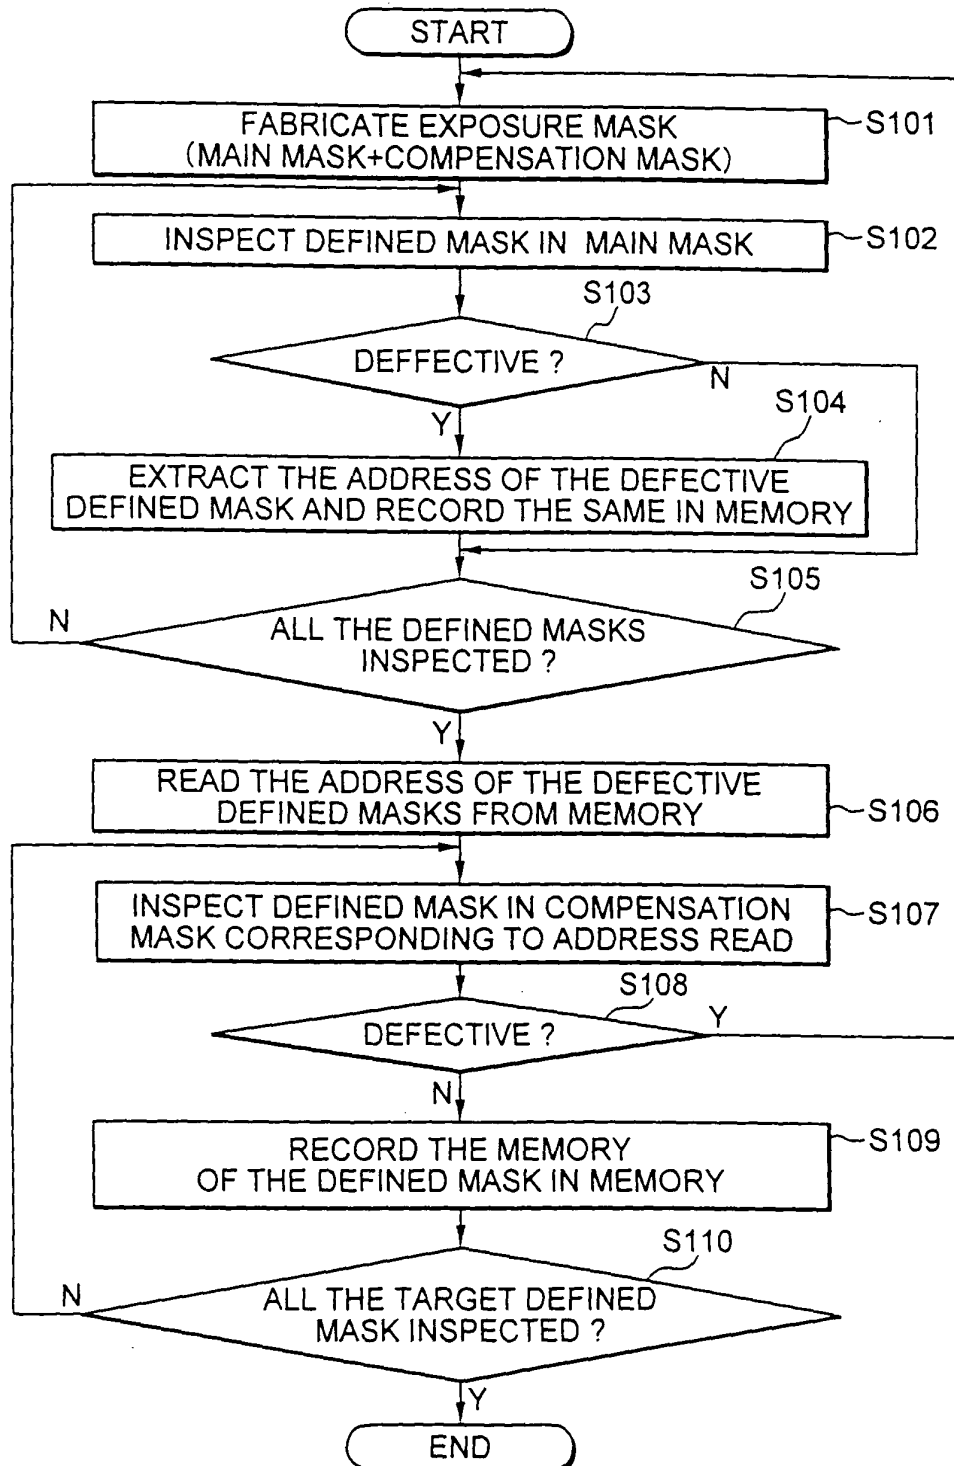 START
FABRICATE EXPOSURE MASK
(MAIN MASK+COMPENSATION MASK)
S101
INSPECT DEFINED MASK IN MAIN MASK
S102
S103
DEFFECTIVE ?
N
Y
S104
EXTRACT THE ADDRESS OF THE DEFECTIVE
DEFINED MASK AND RECORD THE SAME IN MEMORY
S105
N
ALL THE DEFINED MASKS
INSPECTED ?
Y
READ THE ADDRESS OF THE DEFECTIVE
DEFINED MASKS FROM MEMORY
S106
INSPECT DEFINED MASK IN COMPENSATION
MASK CORRESPONDING TO ADDRESS READ
S107
S108
DEFECTIVE ?
Y
N
RECORD THE MEMORY
OF THE DEFINED MASK IN MEMORY
S109
S110
N
ALL THE TARGET DEFINED
MASK INSPECTED ?
Y
END